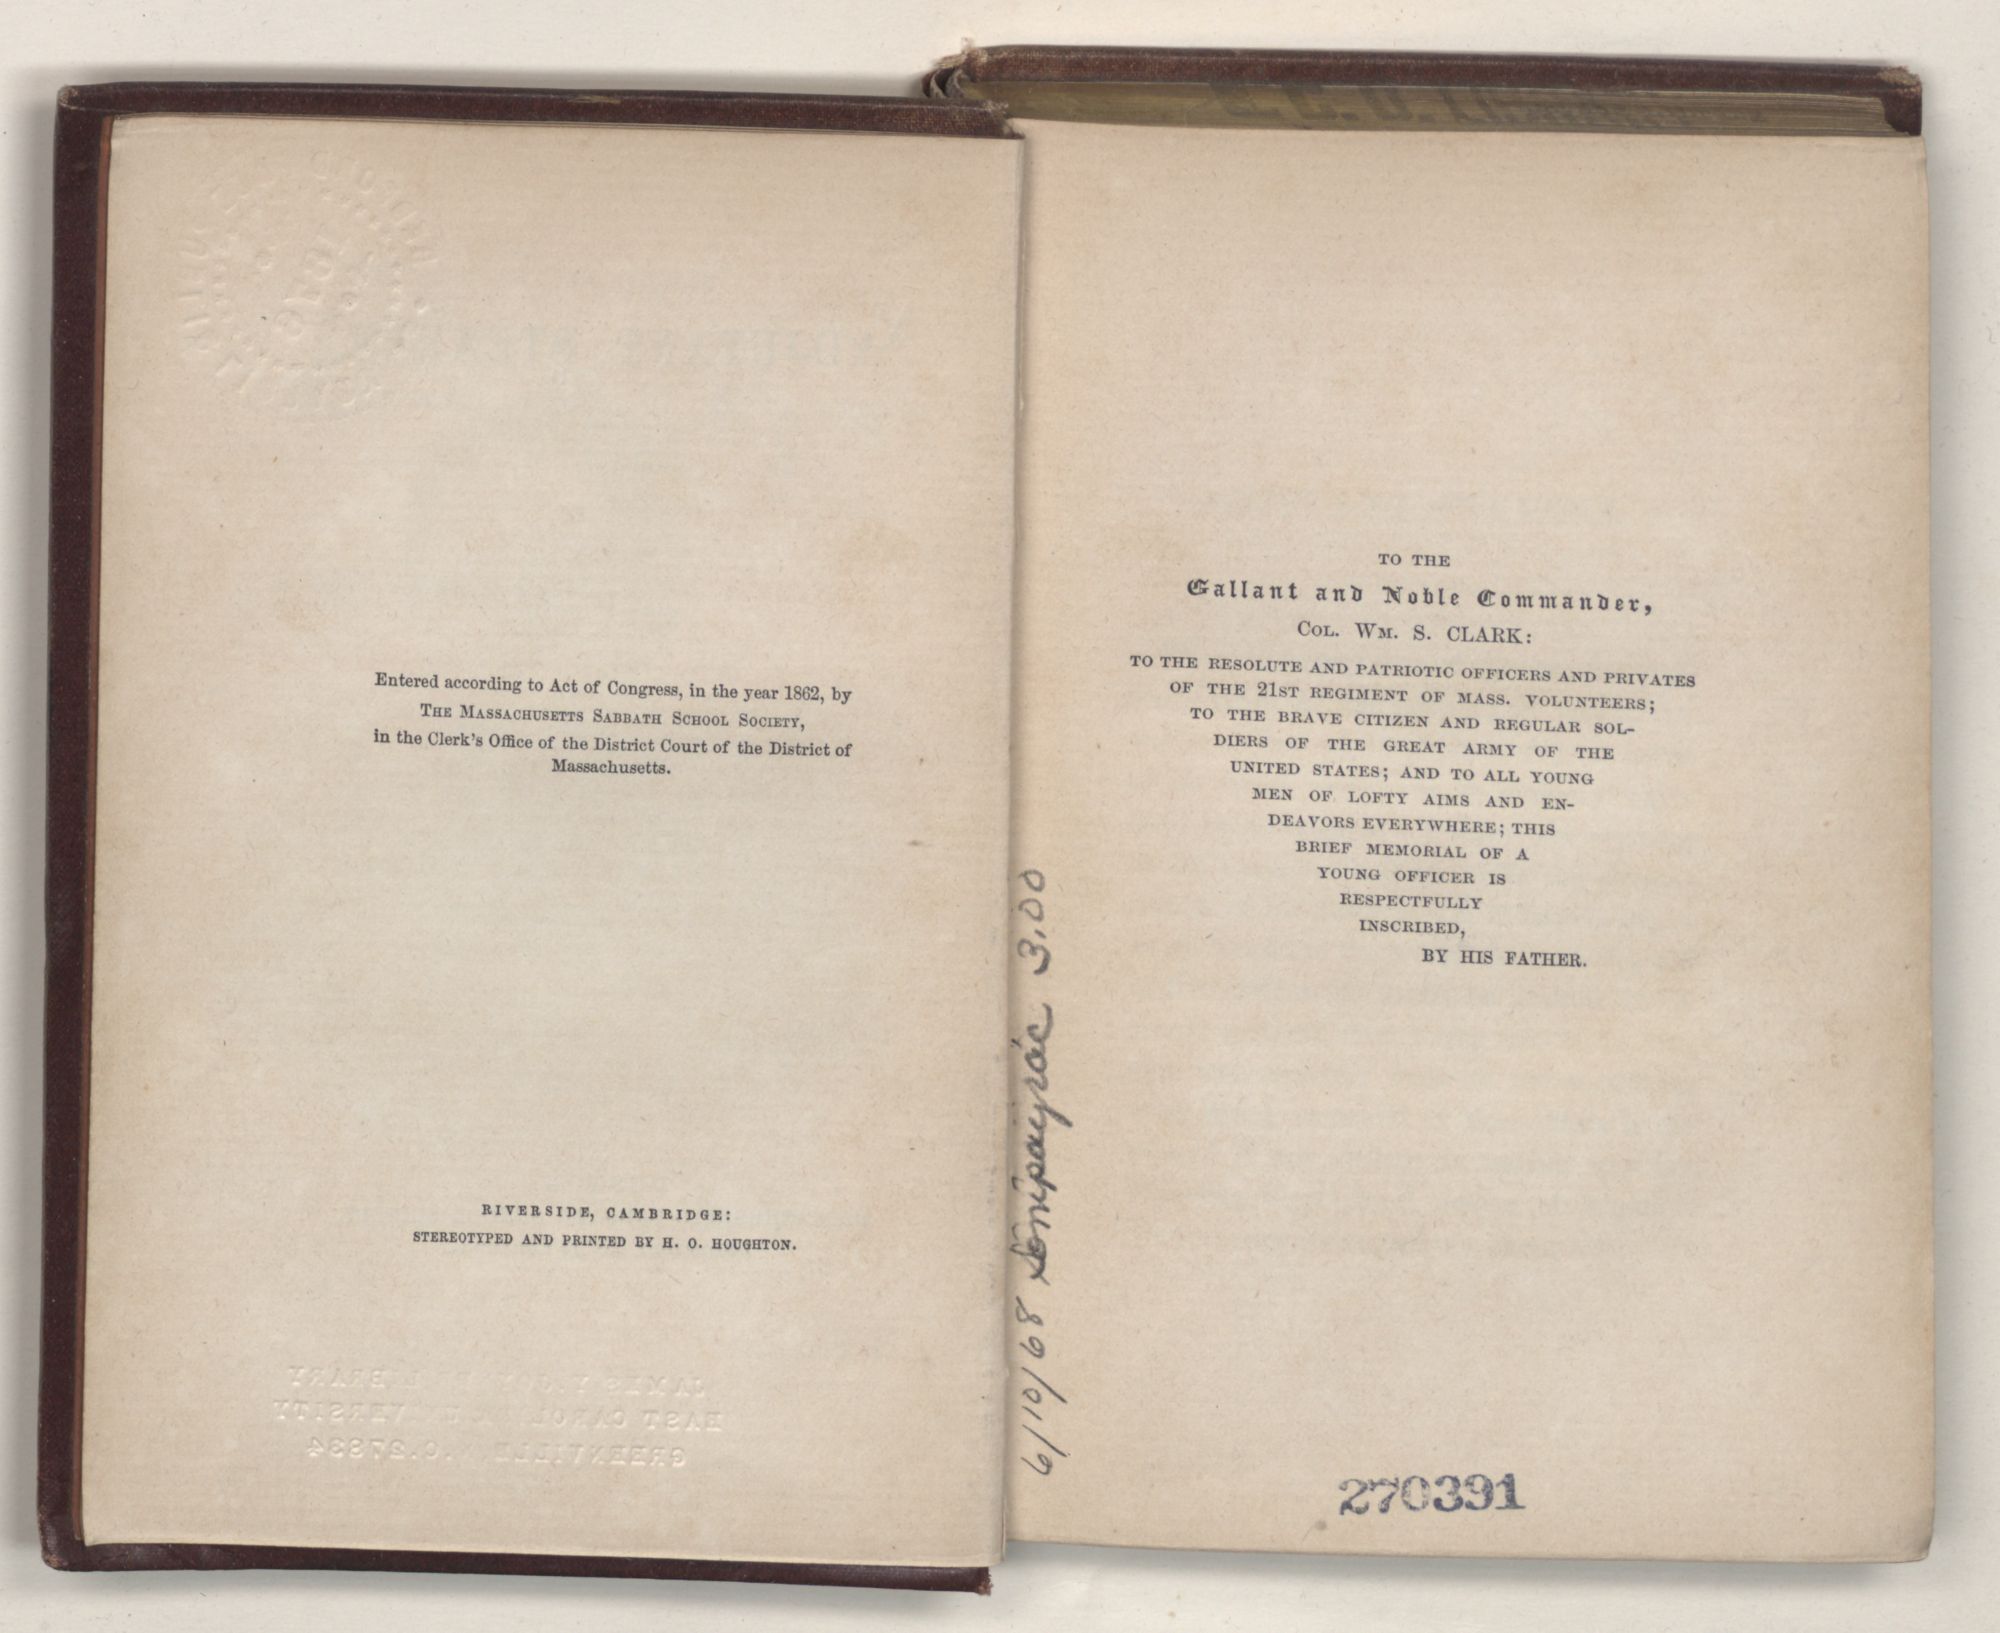 Entered according to Act of Congress, in the year 1862, by
THE MASSACHUSETTS SABBATH SCHOOL SOCIETY,
in the Clerk's Office of the District Court of the District of
Massachusetts.
RIVERSIDE, CAMBRIDGE:
STEREOTYPED AND PRINTED BY H. O. HOUGHTON.
JAMES Y. LIBRARY
EAST
GREENVILLE 27834
TO THE
Gallant and Noble Commander,
COL. WM. S. CLARK:
TO THE RESOLUTE AND PATRIOTIC OFFICERS AND PRIVATES
OF THE 21ST REGIMENT OF MASS. VOLUNTEERS;
TO THE BRAVE CITIZEN AND REGULAR SOL-
DIERS OF THE GREAT ARMY OF THE
UNITED STATES; AND TO ALL YOUNG
MEN OF LOFTY AIMS AND EN-
DEAVORS EVERYWHERE; THIS
BRIEF MEMORIAL OF A
YOUNG OFFICER IS
RESPECTFULLY
INSCRIBED,
BY HIS FATHER.
6/10/68 3.00
270391